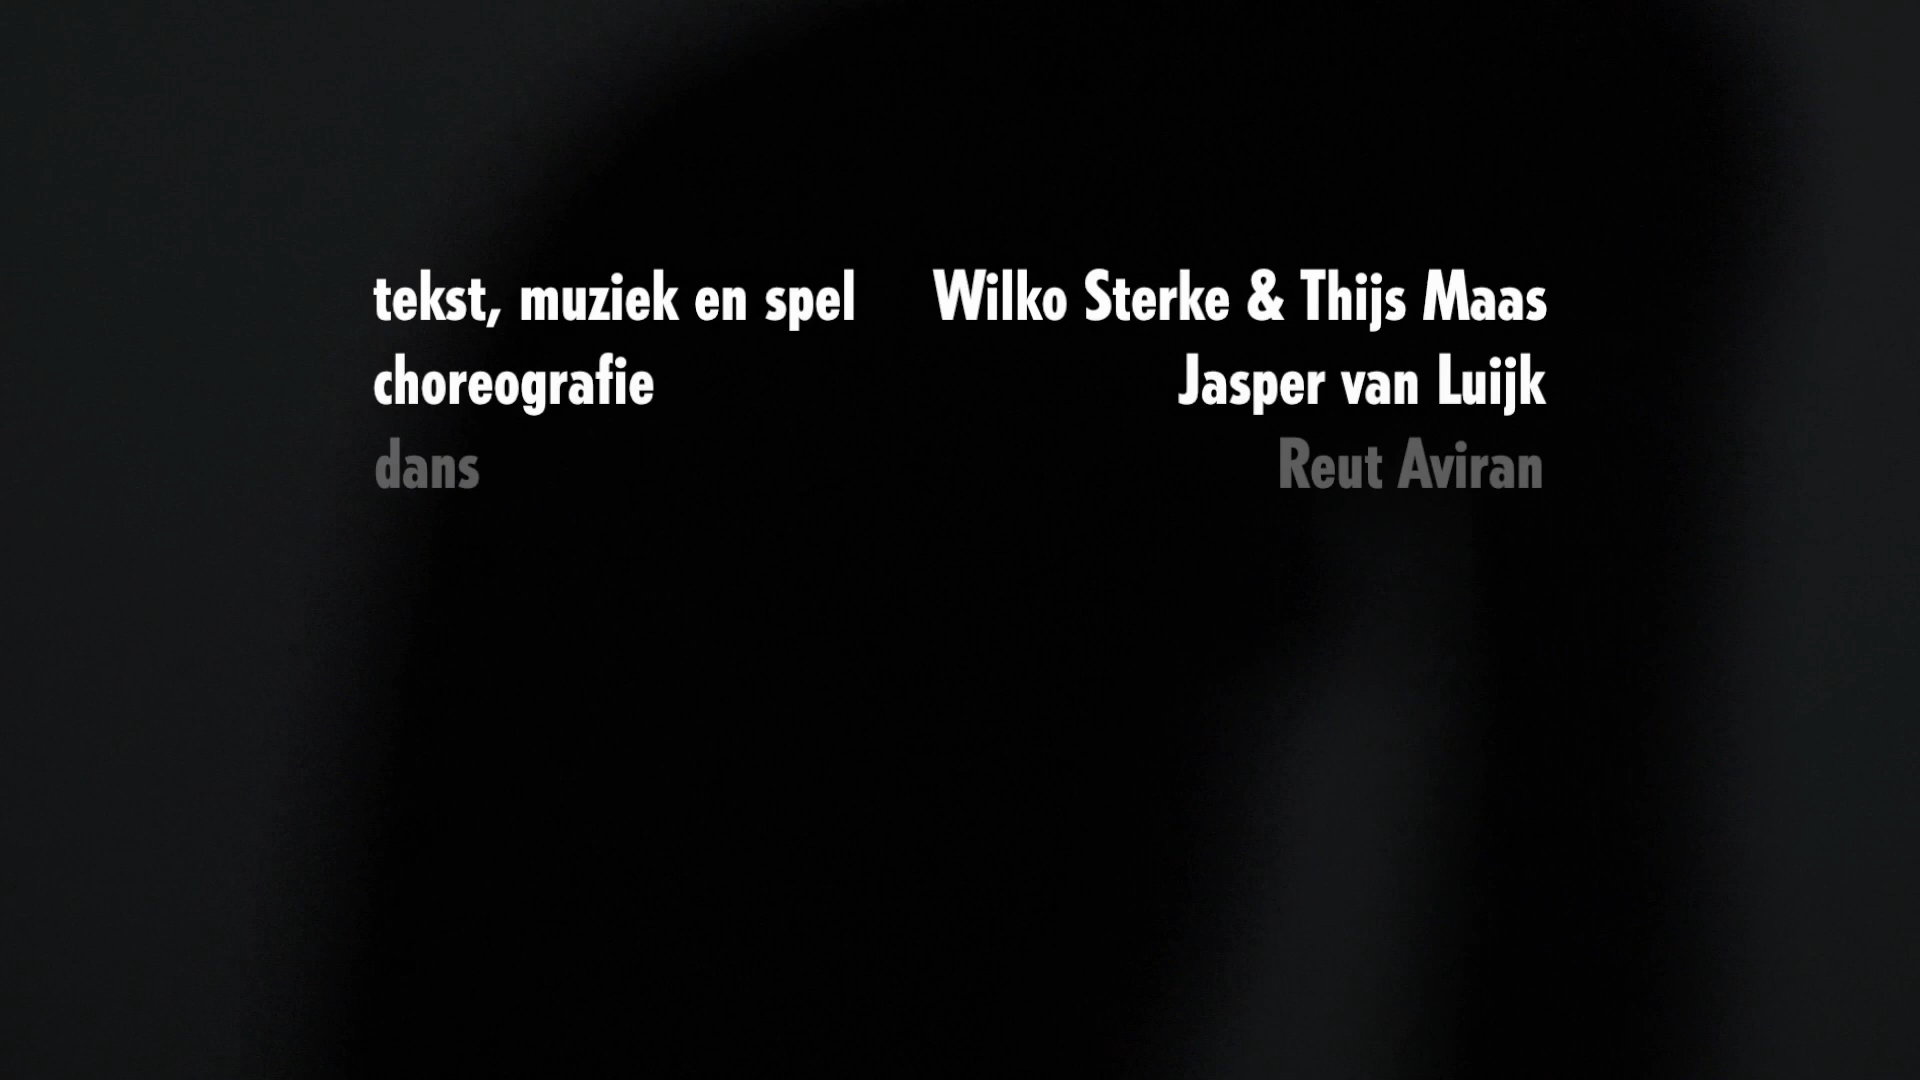 tekst, muziek en spel Wilko Sterke & Thijs Maas
choreografie Jasper van Luijk
dans Reut Aviran